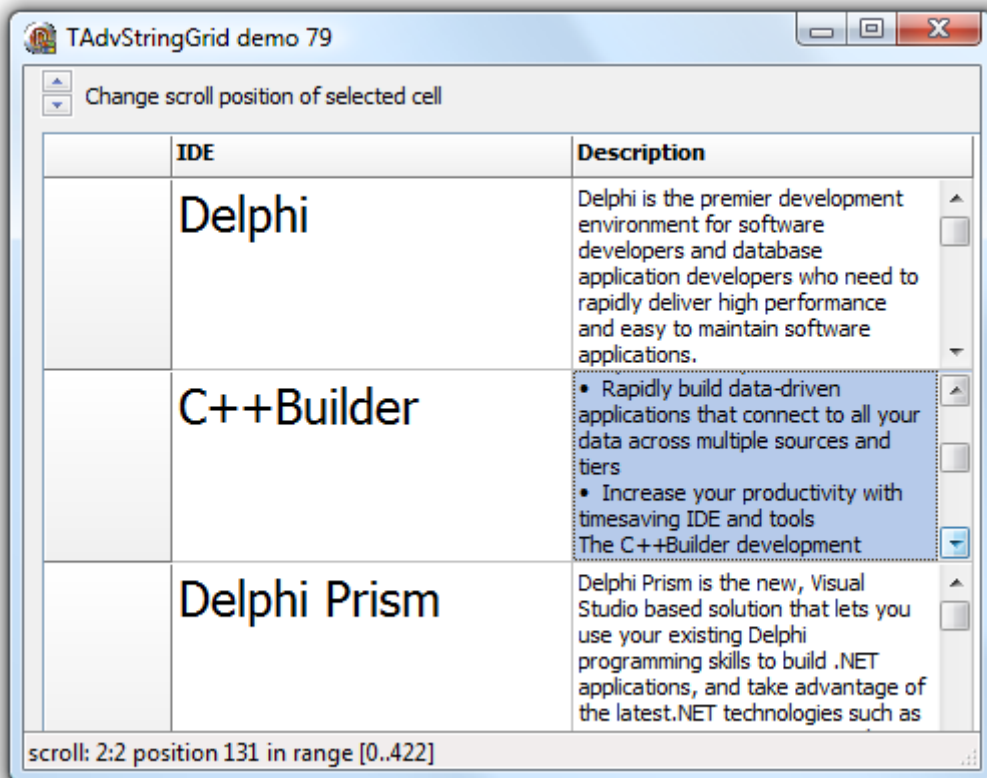 TAdvStringGrid demo 79
Change scroll position of selected cell
IDE
Description
Delphi
Delphi is the premier development
environment for software
developers and database
application developers who need to
rapidly deliver high performance
and easy to maintain software
applications.
C++Builder
• Rapidly build data-driven
applications that connect to all your
data across multiple sources and
tiers
• Increase your productivity with
timesaving IDE and tools
The C++Builder development
Delphi Prism
Delphi Prism is the new, Visual
Studio based solution that lets you
use your existing Delphi
programming skills to build .NET
applications, and take advantage of
the latest.NET technologies such as
scroll: 2:2 position 131 in range [0..422]